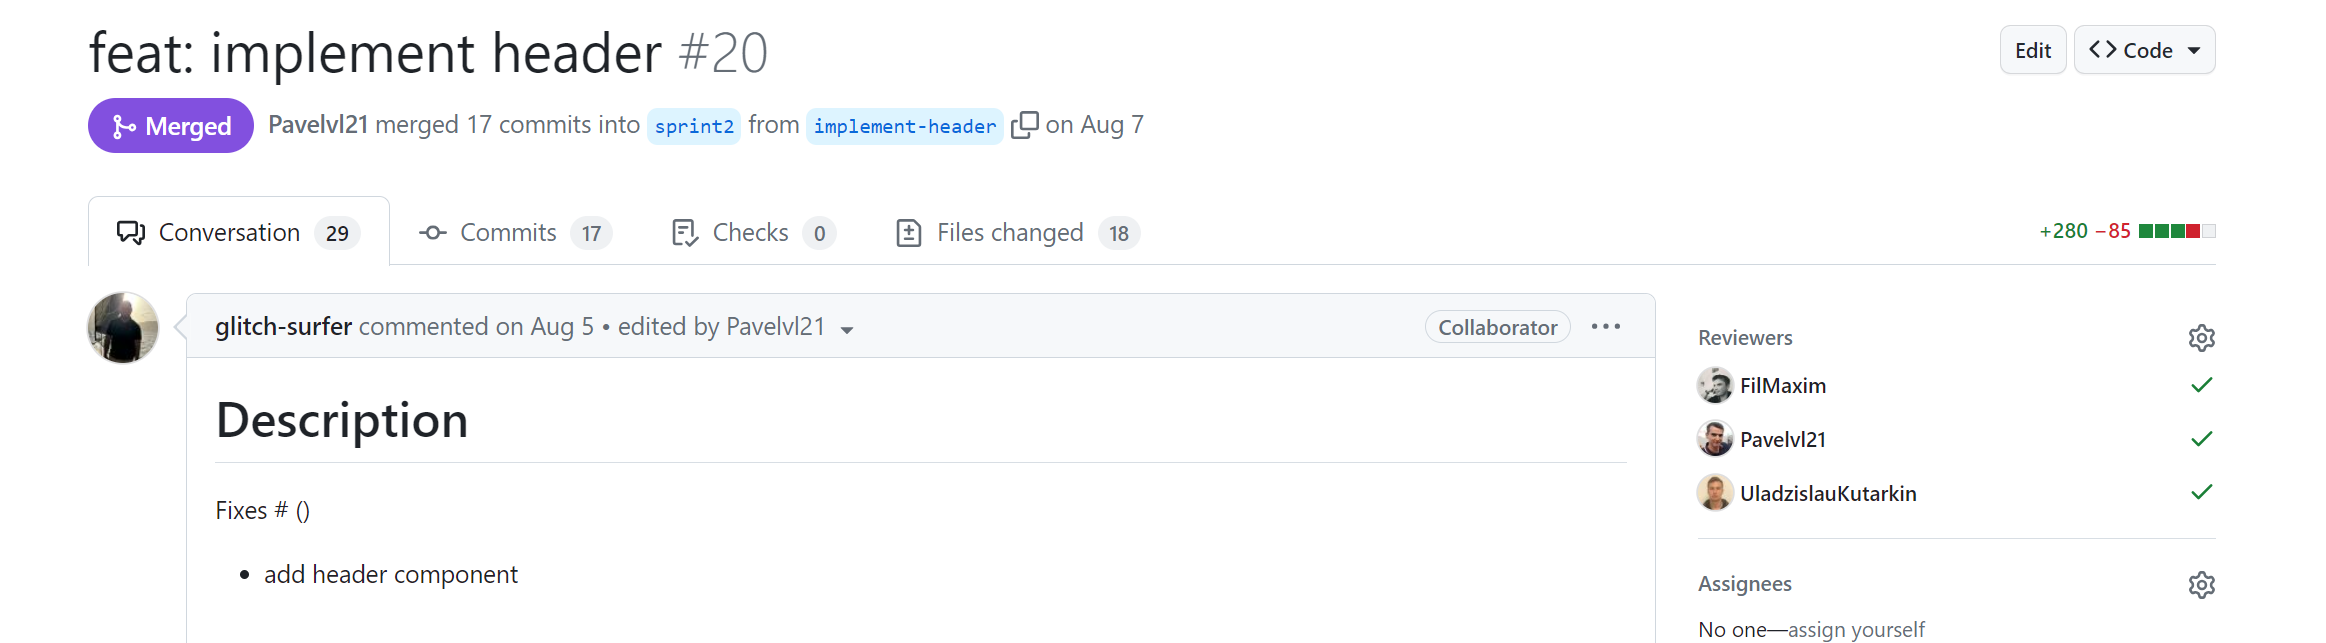 feat: implement header #20
Edit
Code
Merged
Pavelvl21 merged 17 commits into sprint2 from implement-header on Aug 7
Conversation 29
Commits 17
Checks 0
Files changed 18
+280 −85
glitch-surfer commented on Aug 5 • edited by Pavelvl21
Collaborator
Description
Fixes # ()
• add header component
Reviewers
FilMaxim
Pavelvl21
UladzislauKutarkin
Assignees
No one—assign yourself